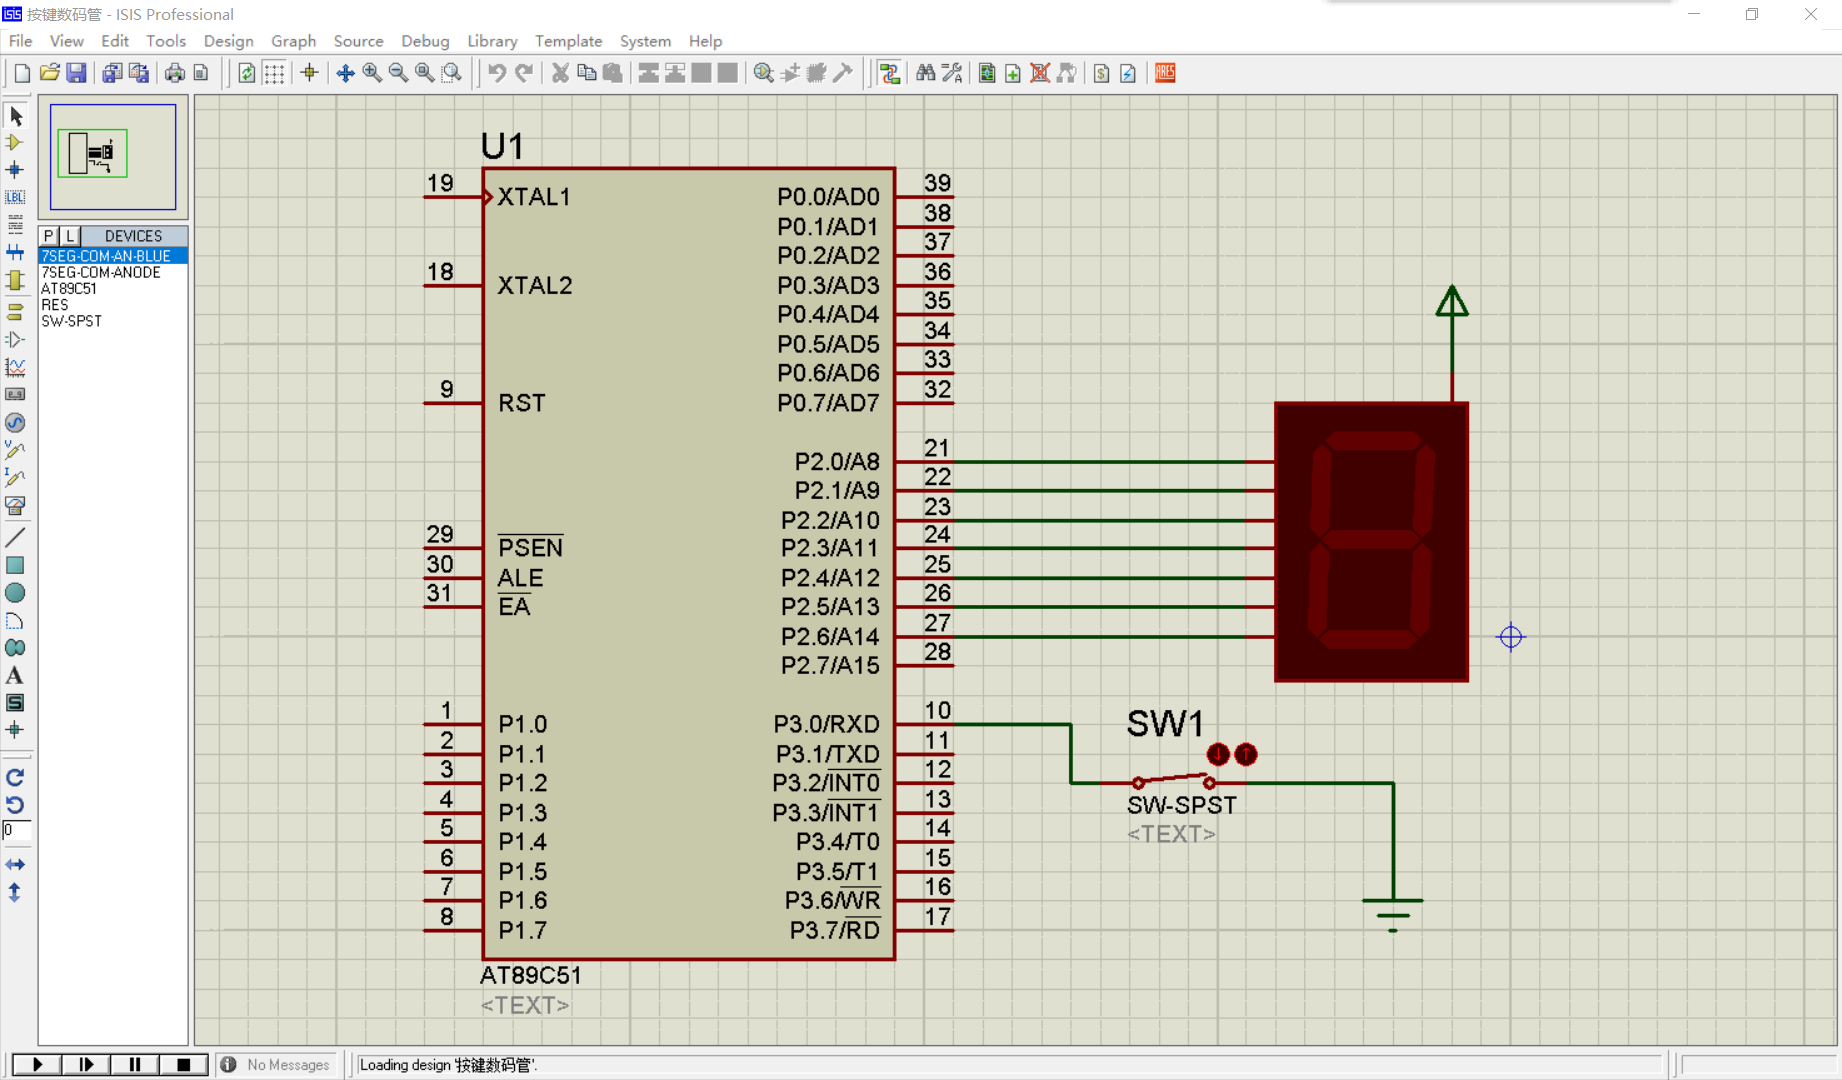 按键数码管 - ISIS Professional
File View Edit Tools Design Graph Source Debug Library Template System Help
P L DEVICES
7SEG-COM-AN-BLUE
7SEG-COM-ANODE
AT89C51
RES
SW-SPST
LBL
A
0
ARES
U1
19 XTAL1
18 XTAL2
9 RST
29 PSEN
30 ALE
31 EA
1 P1.0
2 P1.1
3 P1.2
4 P1.3
5 P1.4
6 P1.5
7 P1.6
8 P1.7
P0.0/AD0 39
P0.1/AD1 38
P0.2/AD2 37
P0.3/AD3 36
P0.4/AD4 35
P0.5/AD5 34
P0.6/AD6 33
P0.7/AD7 32
P2.0/A8 21
P2.1/A9 22
P2.2/A10 23
P2.3/A11 24
P2.4/A12 25
P2.5/A13 26
P2.6/A14 27
P2.7/A15 28
P3.0/RXD 10
P3.1/TXD 11
P3.2/INT0 12
P3.3/INT1 13
P3.4/T0 14
P3.5/T1 15
P3.6/WR 16
P3.7/RD 17
AT89C51
<TEXT>
SW1
SW-SPST
<TEXT>
No Messages
Loading design '按键数码管'.